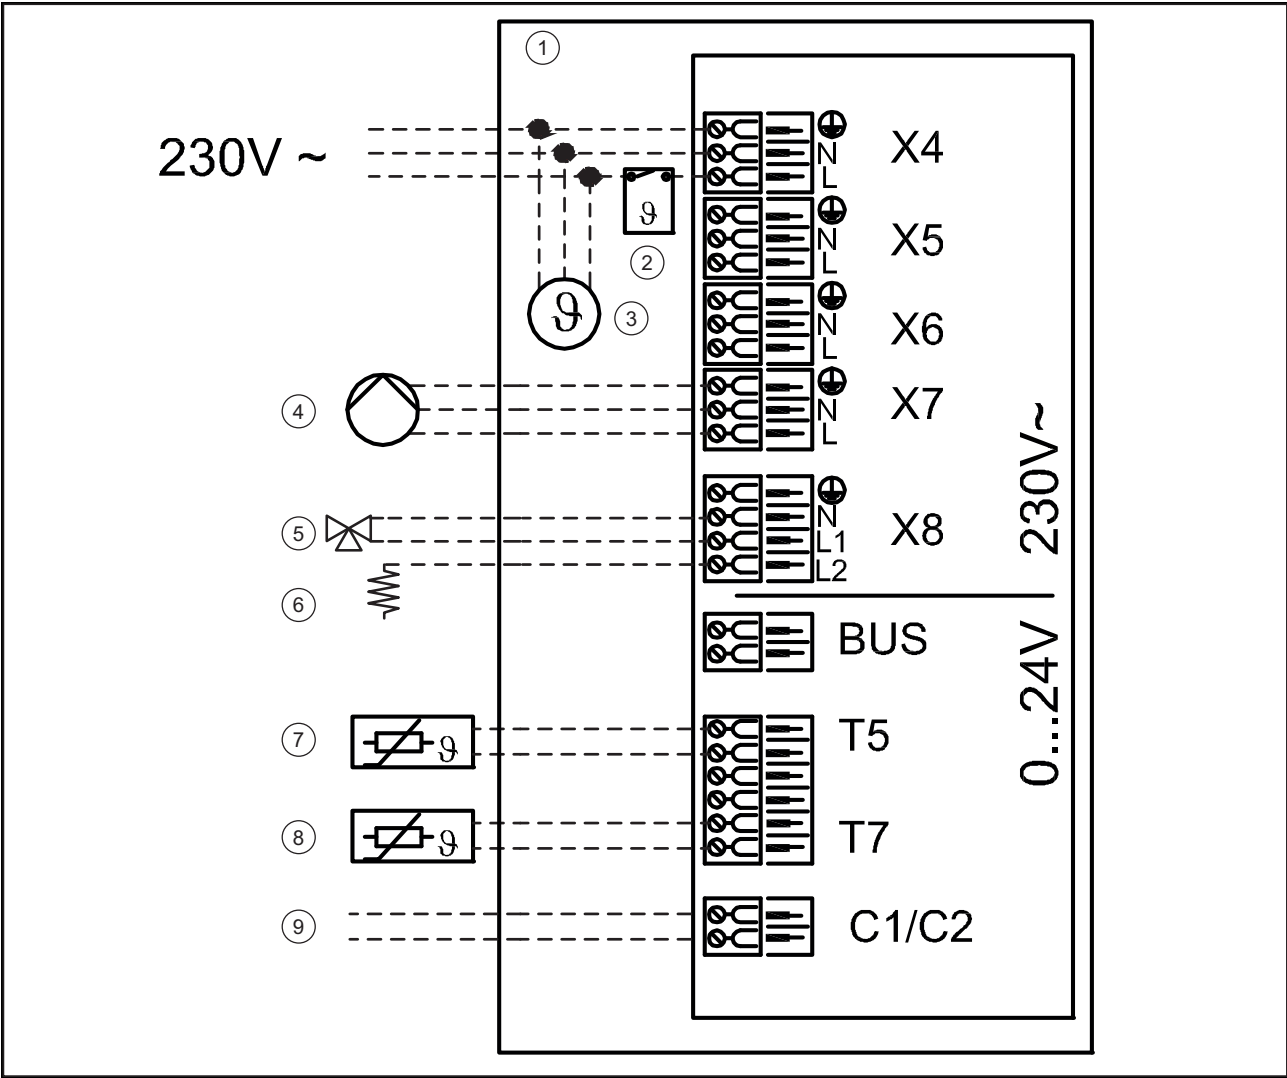 1
230V ~
⏚
N
L
X4
ϑ
2
⏚
N
L
X5
ϑ
3
⏚
N
L
X6
4
⏚
N
L
X7
230V~
5
⏚
N
L1
L2
X8
6
BUS
0...24V
7
ϑ
T5
8
ϑ
T7
9
C1/C2